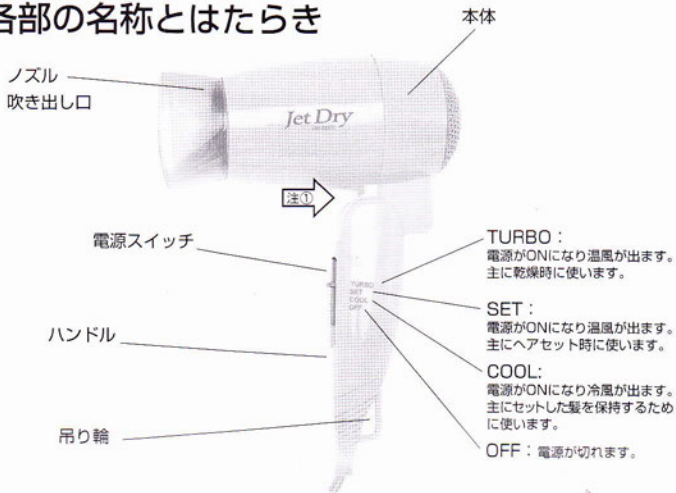 各部の名称とはたらき
本体
ノズル
吹き出し口
Jet Dry
注①
電源スイッチ
TURBO
SET
COOL
OFF
ハンドル
吊り輪
TURBO：
電源がONになり温風が出ます。
主に乾燥時に使います。
SET：
電源がONになり温風が出ます。
主にヘアセット時に使います。
COOL:
電源がONになり冷風が出ます。
主にセットした髪を保持するため
に使います。
OFF：電源が切れます。